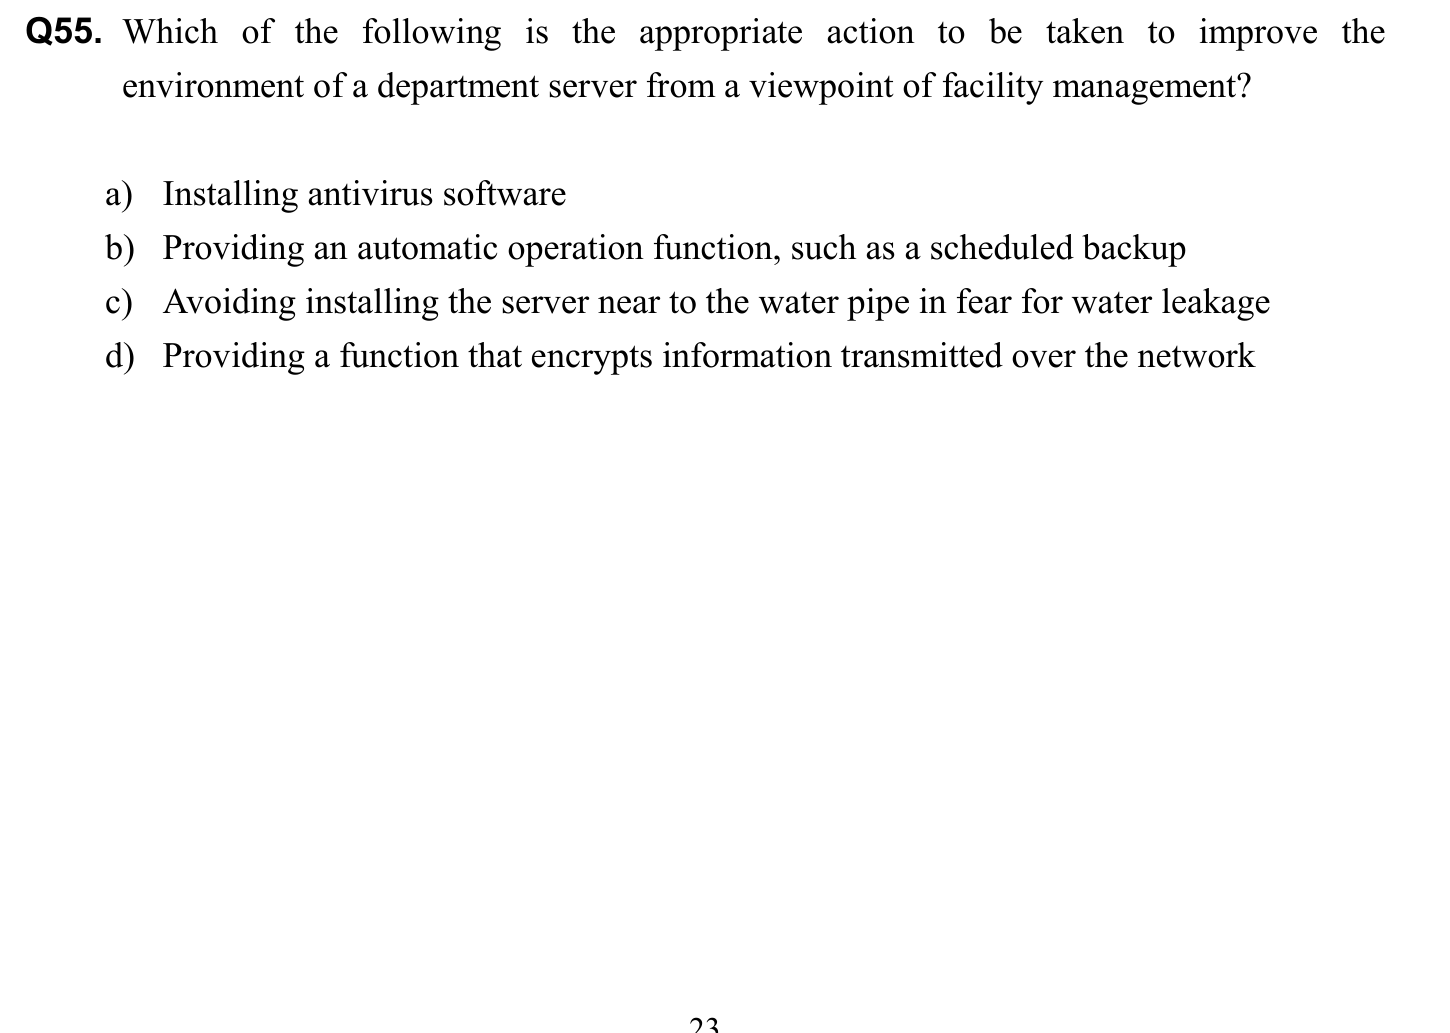 Q55. Which of the following is the appropriate action to be taken to improve the
environment of a department server from a viewpoint of facility management?
a) Installing antivirus software
b) Providing an automatic operation function, such as a scheduled backup
c) Avoiding installing the server near to the water pipe in fear for water leakage
d) Providing a function that encrypts information transmitted over the network
23